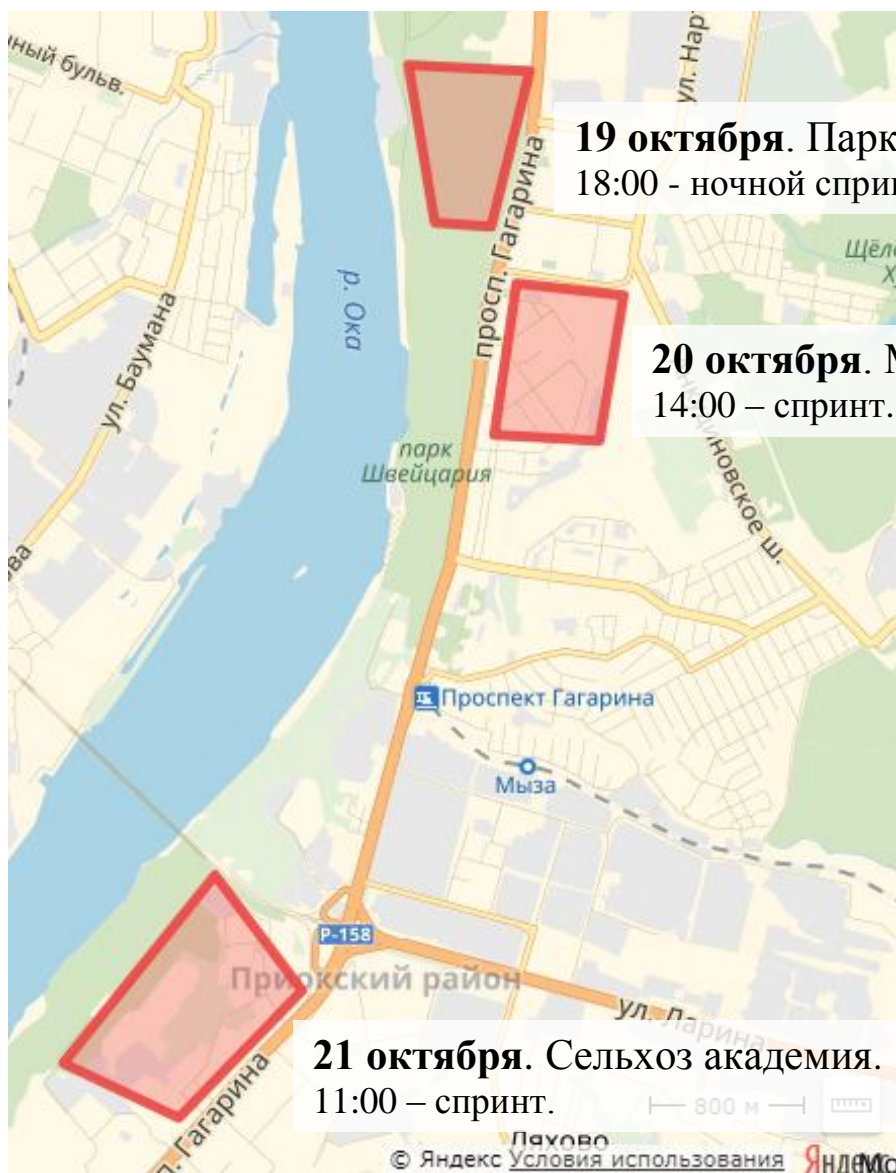 ный бульв.
ул. Нар
19 октября. Парк
18:00 - ночной сприн
просп. Гагарина
р. Ока
ул. Баумана
20 октября.
14:00 – спринт.
новское ш.
парк
Швейцария
ва
Проспект Гагарина
Мыза
Р-158
Приокский район
ул. Ларина
21 октября. Сельхоз академия.
11:00 – спринт.
800 м
п. Гагарина
Ляхово
© Яндекс Условия использования